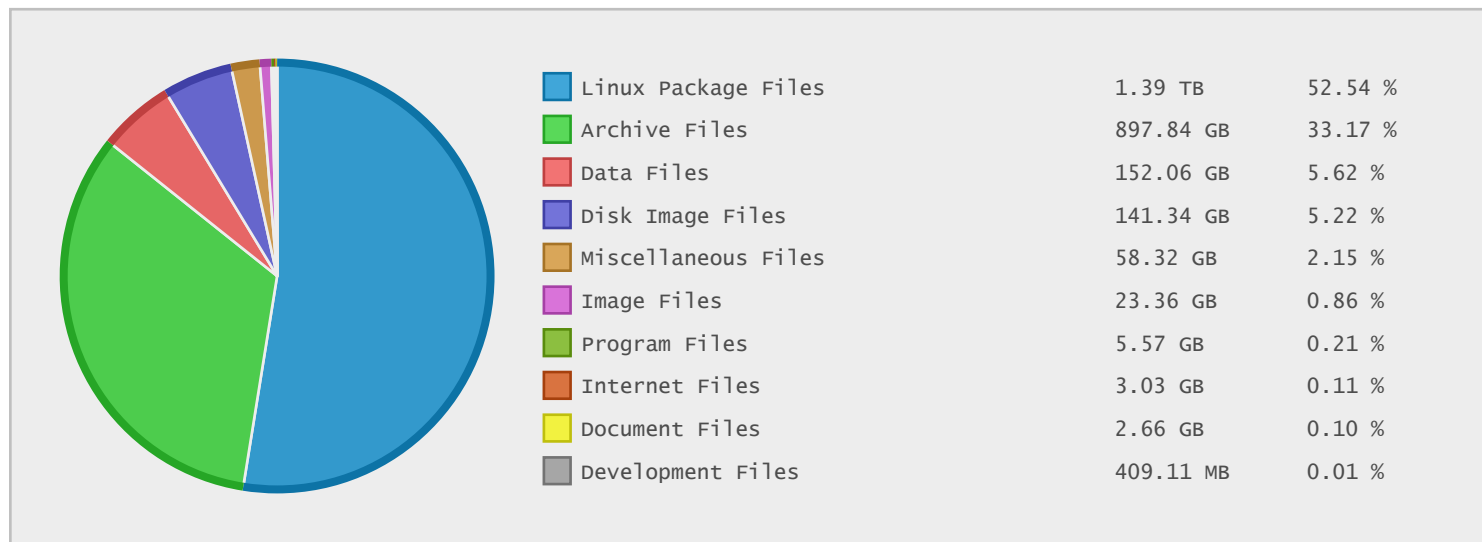 Linux Package Files 1.39 TB 52.54 %
Archive Files 897.84 GB 33.17 %
Data Files 152.06 GB 5.62 %
Disk Image Files 141.34 GB 5.22 %
Miscellaneous Files 58.32 GB 2.15 %
Image Files 23.36 GB 0.86 %
Program Files 5.57 GB 0.21 %
Internet Files 3.03 GB 0.11 %
Document Files 2.66 GB 0.10 %
Development Files 409.11 MB 0.01 %